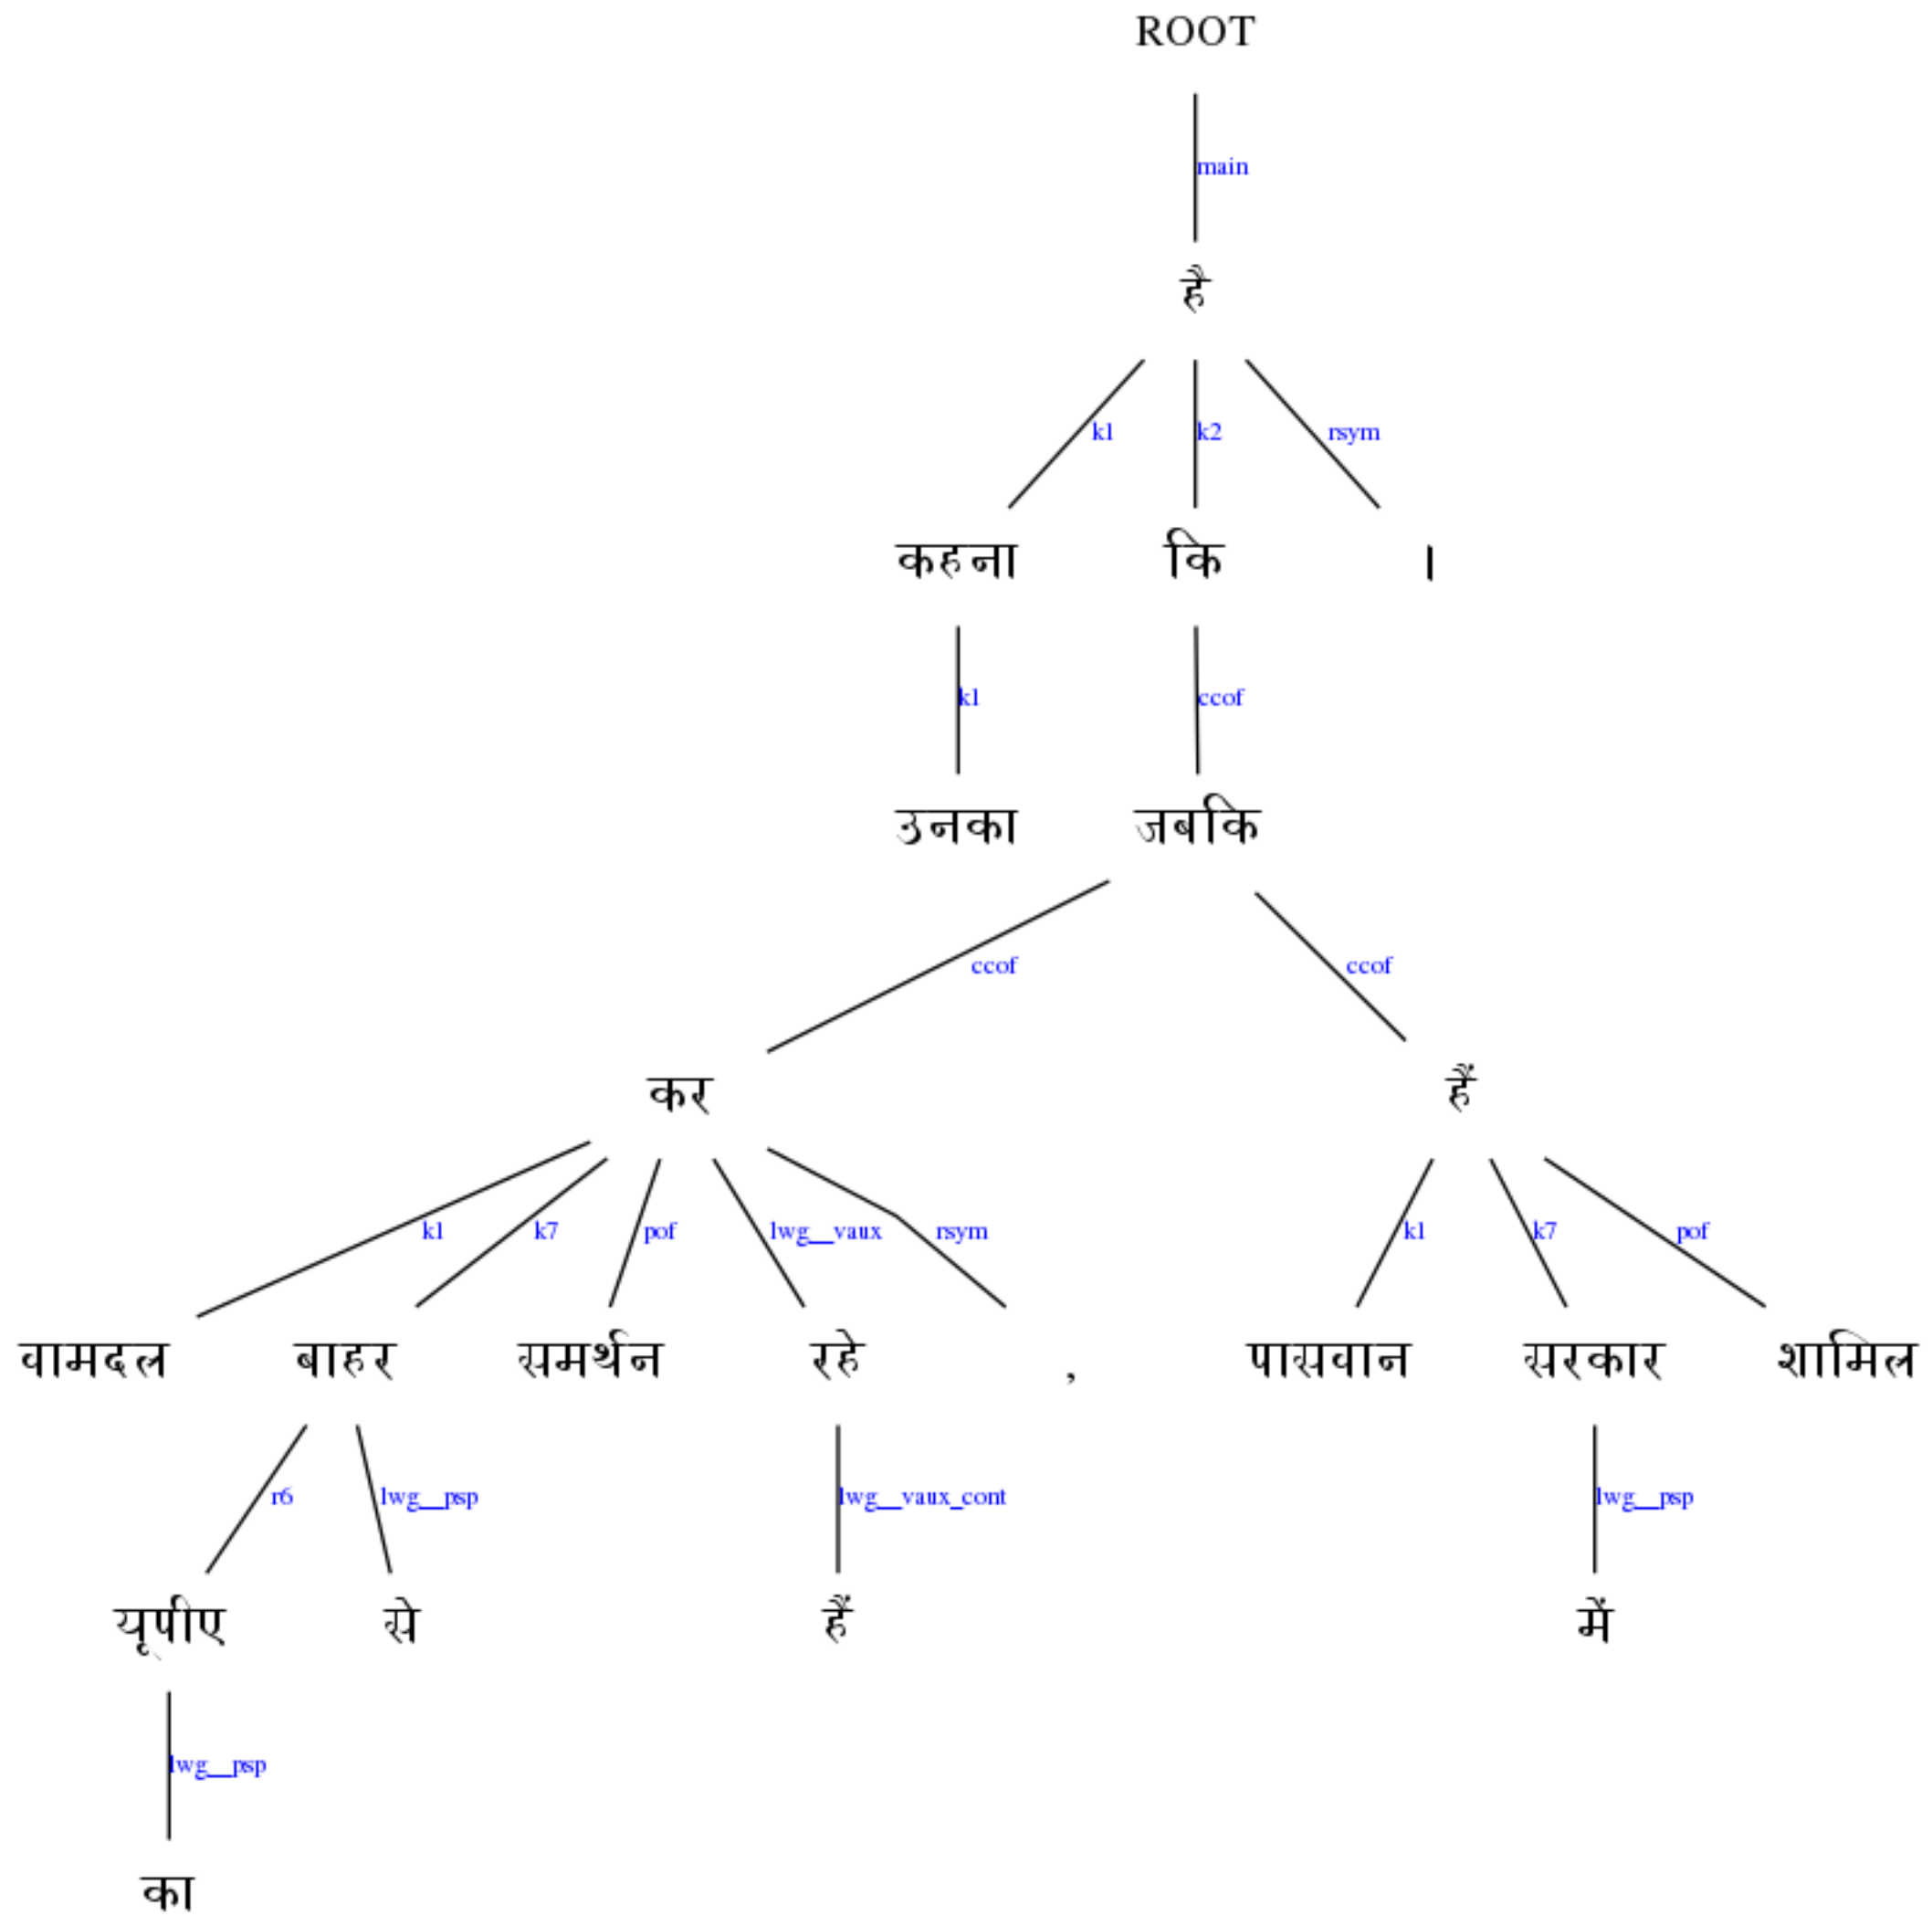 ROOT
main
है
k1 k2 rsym
कहना कि ।
k1 ccof
उनका जबकि
ccof ccof
कर हैं
k1 k7 pof lwg__vaux rsym k1 k7 pof
वामदल बाहर समर्थन रहे , पासवान सरकार शामिल
r6 lwg__psp lwg__vaux_cont lwg__psp
यूपीए से हैं में
lwg__psp
का